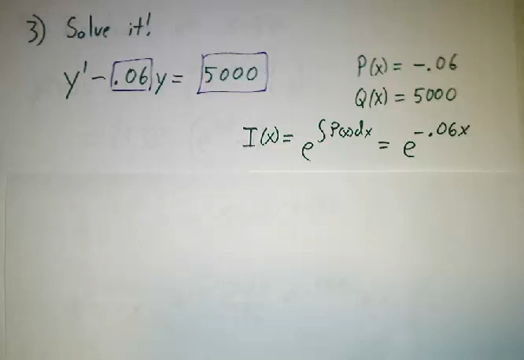 3) Solve it!
y' - .06 y = 5000
P(x) = -.06
Q(x) = 5000
I(x) = e^∫P(x)dx = e^-.06x